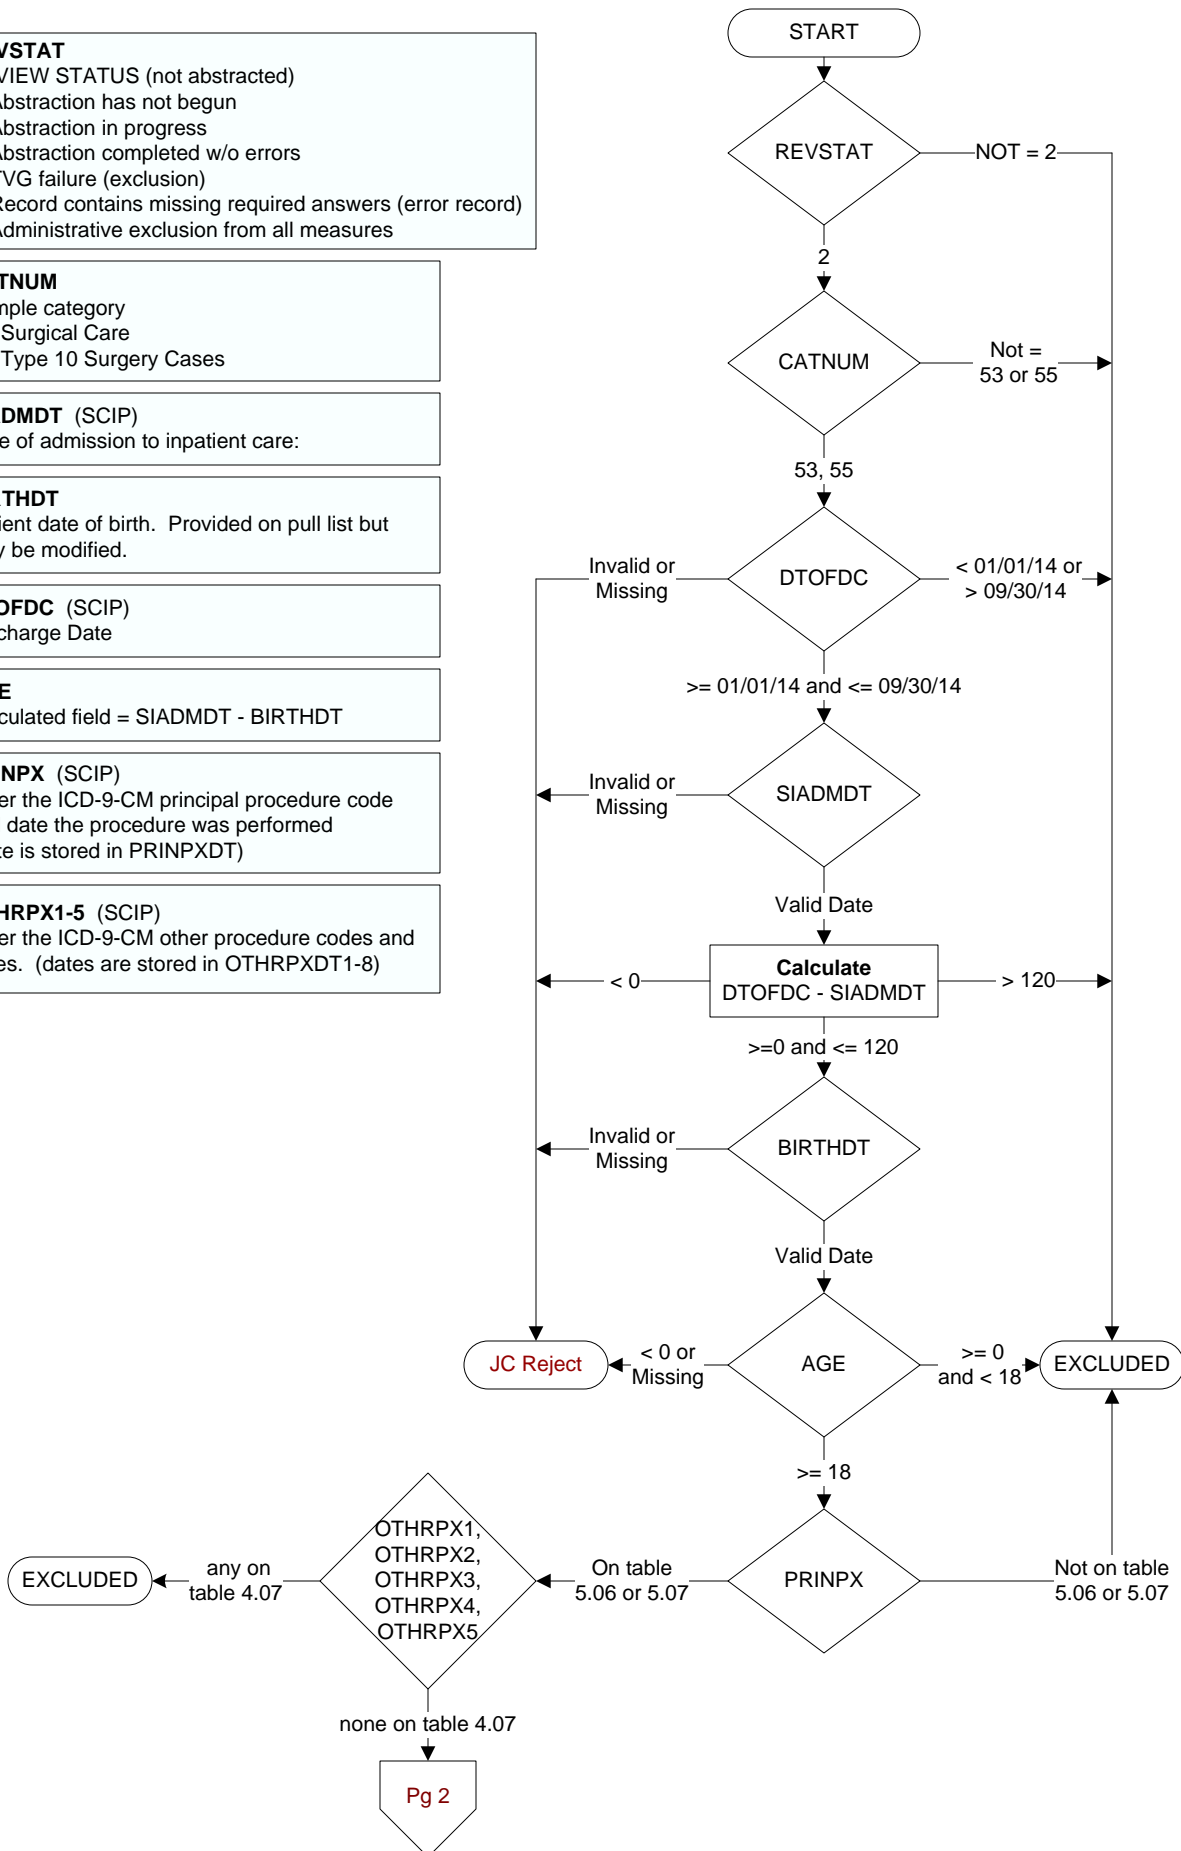 VSTAT
VIEW STATUS (not abstracted)
Abstraction has not begun
Abstraction in progress
Abstraction completed w/o errors
TVG failure (exclusion)
Record contains missing required answers (error record)
Administrative exclusion from all measures
TNUM
mple category
Surgical Care
Type 10 Surgery Cases
DMDT (SCIP)
e of admission to inpatient care:
THDT
ient date of birth. Provided on pull list but
y be modified.
OFDC (SCIP)
charge Date
E
culated field = SIADMDT - BIRTHDT
NPX (SCIP)
er the ICD-9-CM principal procedure code
date the procedure was performed
te is stored in PRINPXDT)
HRPX1-5 (SCIP)
er the ICD-9-CM other procedure codes and
es. (dates are stored in OTHRPXDT1-8)
START
REVSTAT
NOT = 2
2
CATNUM
Not =
53 or 55
53, 55
Invalid or
Missing
DTOFDC
< 01/01/14 or
> 09/30/14
>= 01/01/14 and <= 09/30/14
Invalid or
Missing
SIADMDT
Valid Date
< 0
Calculate
DTOFDC - SIADMDT
> 120
>=0 and <= 120
Invalid or
Missing
BIRTHDT
Valid Date
JC Reject
< 0 or
Missing
AGE
>= 0
and < 18
EXCLUDED
>= 18
EXCLUDED
any on
table 4.07
OTHRPX1,
OTHRPX2,
OTHRPX3,
OTHRPX4,
OTHRPX5
On table
5.06 or 5.07
PRINPX
Not on table
5.06 or 5.07
none on table 4.07
Pg 2